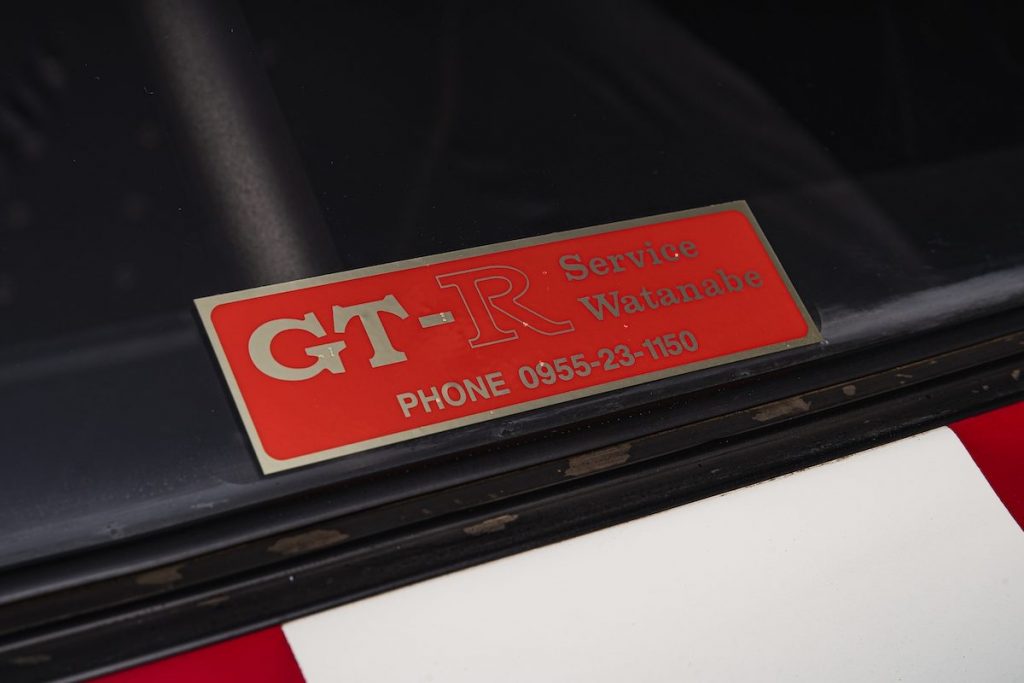 GT-R Service
Watanabe
PHONE 0955-23-1150